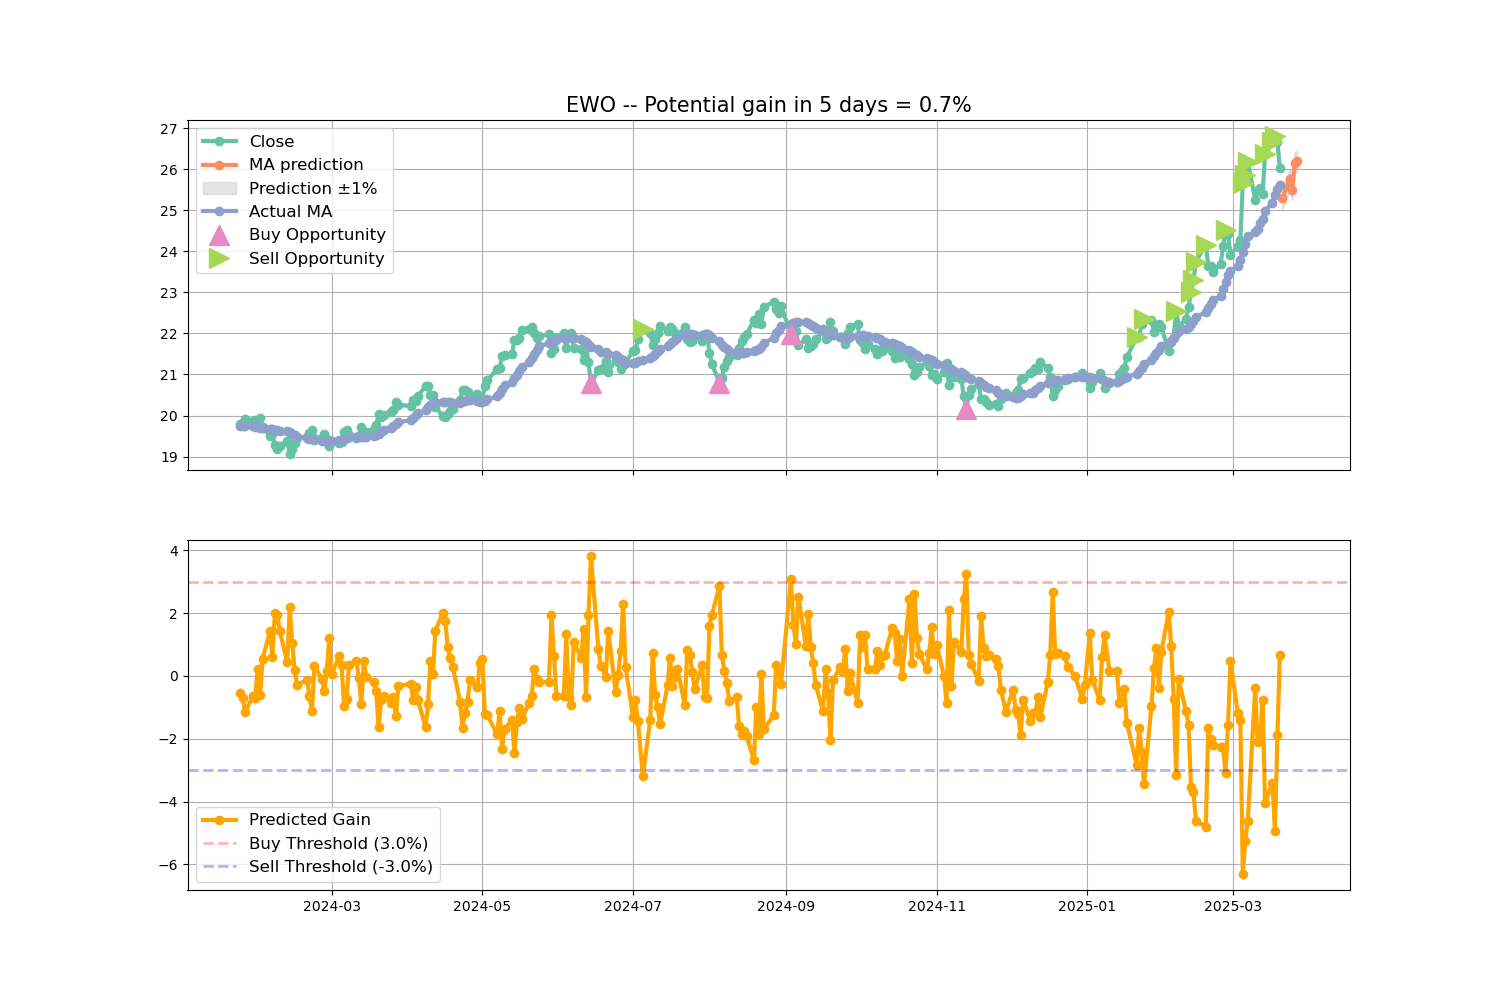 EWO -- Potential gain in 5 days = 0.7%
27
26
25
24
23
22
21
20
19
Close
MA prediction
Prediction ±1%
Actual MA
Buy Opportunity
Sell Opportunity
4
2
0
−2
−4
−6
Predicted Gain
Buy Threshold (3.0%)
Sell Threshold (-3.0%)
2024-03 2024-05 2024-07 2024-09 2024-11 2025-01 2025-03